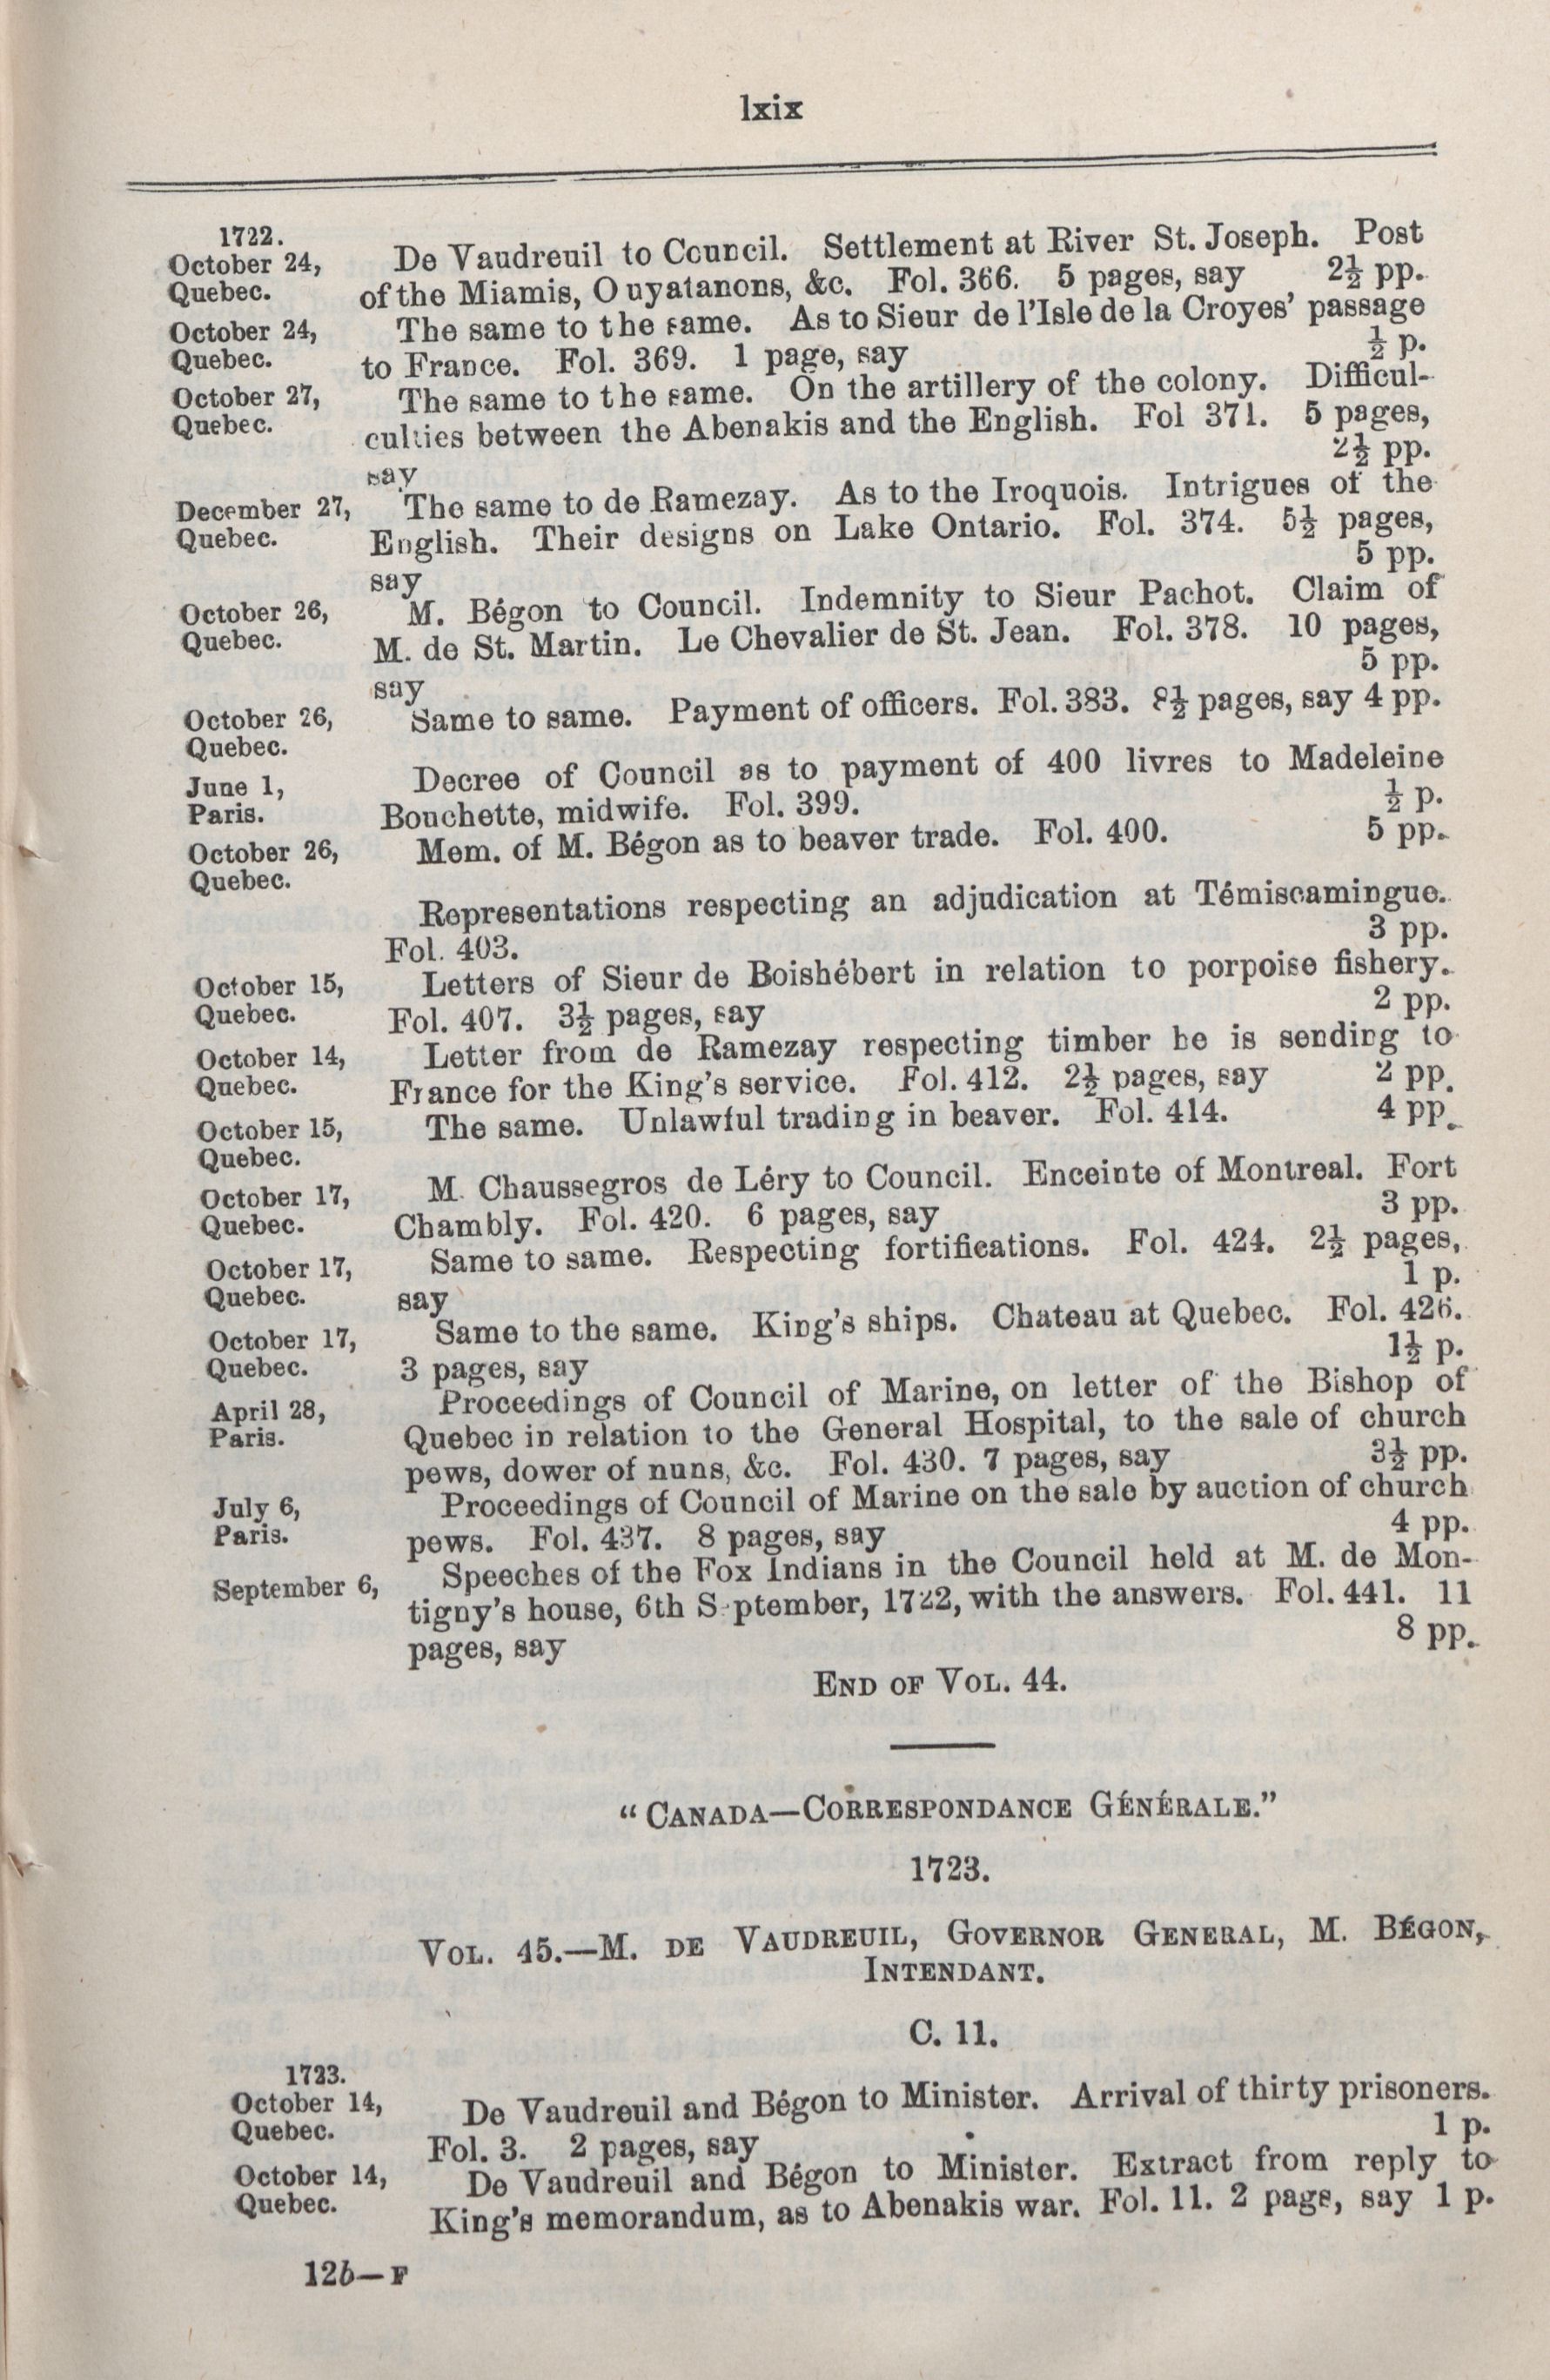 lxix
1722.
October 24,
Quebec.
De Vaudreuil to Council. Settlement at River St. Joseph. Post
of the Miamis, Ouyatanons, &c. Fol. 366. 5 pages, say 2½ pp.
October 24,
Quebec.
The same to the same. As to Sieur de l'Isle de la Croyes' passage
to France. Fol. 369. 1 page, say ½ p.
October 27,
Quebec.
The same to the same. On the artillery of the colony. Difficul-
culties between the Abenakis and the English. Fol 371. 5 pages,
say 2½ pp.
December 27,
Quebec.
The same to de Ramezay. As to the Iroquois. Intrigues of the
English. Their designs on Lake Ontario. Fol. 374. 5½ pages,
say 5 pp.
October 26,
Quebec.
M. Bégon to Council. Indemnity to Sieur Pachot. Claim of
M. de St. Martin. Le Chevalier de St. Jean. Fol. 378. 10 pages,
say 5 pp.
October 26,
Quebec.
Same to same. Payment of officers. Fol. 383. 8½ pages, say 4 pp.
June 1,
Paris.
Decree of Council as to payment of 400 livres to Madeleine
Bouchette, midwife. Fol. 399. ½ p.
October 26,
Quebec.
Mem. of M. Bégon as to beaver trade. Fol. 400. 5 pp.
Representations respecting an adjudication at Témiscamingue.
Fol. 403. 3 pp.
October 15,
Quebec.
Letters of Sieur de Boishébert in relation to porpoise fishery.
Fol. 407. 3½ pages, say 2 pp.
October 14,
Quebec.
Letter from de Ramezay respecting timber he is sending to
France for the King's service. Fol. 412. 2½ pages, say 2 pp.
October 15,
Quebec.
The same. Unlawful trading in beaver. Fol. 414. 4 pp.
October 17,
Quebec.
M. Chaussegros de Léry to Council. Enceinte of Montreal. Fort
Chambly. Fol. 420. 6 pages, say 3 pp.
October 17,
Quebec.
Same to same. Respecting fortifications. Fol. 424. 2½ pages,
say 1 p.
October 17,
Quebec.
Same to the same. King's ships. Chateau at Quebec. Fol. 426.
3 pages, say 1½ p.
April 28,
Paris.
Proceedings of Council of Marine, on letter of the Bishop of
Quebec in relation to the General Hospital, to the sale of church
pews, dower of nuns, &c. Fol. 430. 7 pages, say 3½ pp.
July 6,
Paris.
Proceedings of Council of Marine on the sale by auction of church
pews. Fol. 437. 8 pages, say 4 pp.
September 6,
Speeches of the Fox Indians in the Council held at M. de Mon-
tigny's house, 6th September, 1722, with the answers. Fol. 441. 11
pages, say 8 pp.
END OF VOL. 44.
"CANADA—CORRESPONDANCE GÉNÉRALE."
1723.
VOL. 45.—M. DE VAUDREUIL, GOVERNOR GENERAL, M. BÉGON,
INTENDANT.
C. 11.
1723.
October 14,
Quebec.
De Vaudreuil and Bégon to Minister. Arrival of thirty prisoners.
Fol. 3. 2 pages, say 1 p.
October 14,
Quebec.
De Vaudreuil and Bégon to Minister. Extract from reply to
King's memorandum, as to Abenakis war. Fol. 11. 2 page, say 1 p.
12b—F